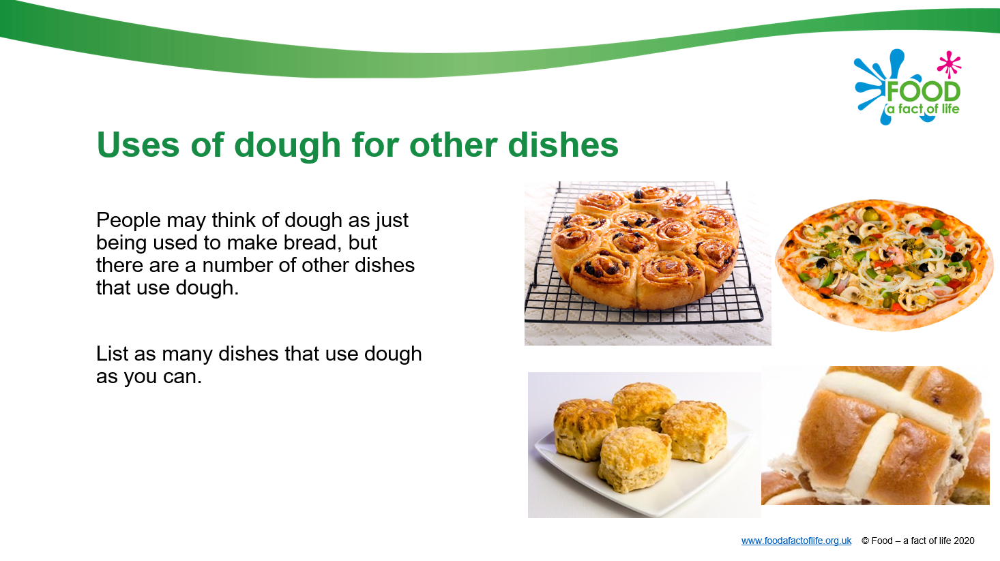 FOOD
a fact of life
Uses of dough for other dishes
People may think of dough as just
being used to make bread, but
there are a number of other dishes
that use dough.
List as many dishes that use dough
as you can.
www.foodafactoflife.org.uk © Food – a fact of life 2020